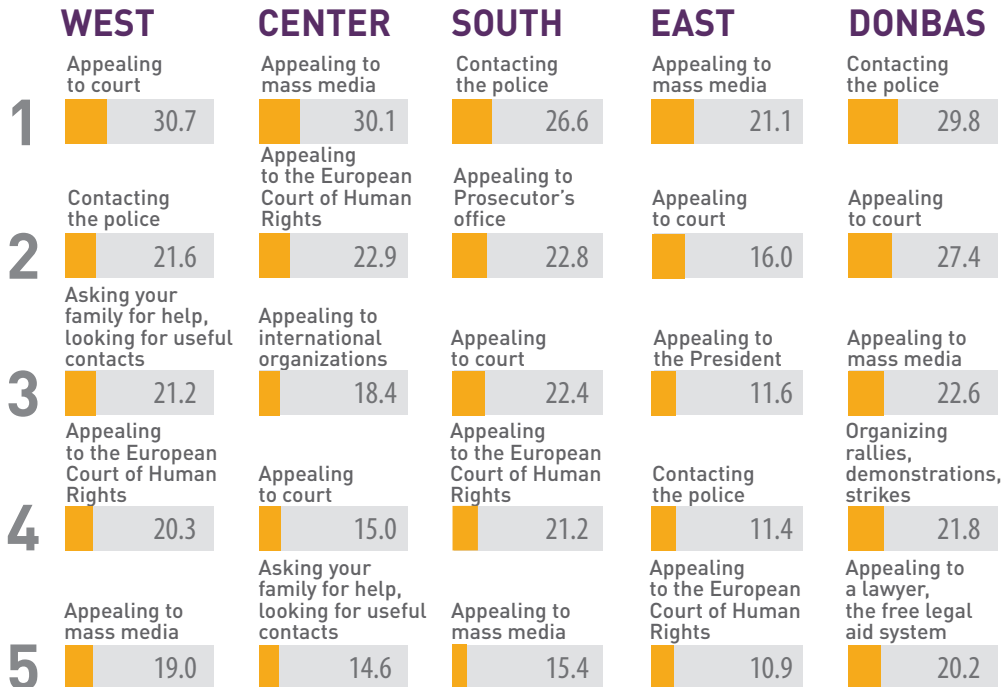 WEST
CENTER
SOUTH
EAST
DONBAS
1
Appealing
to court
30.7
Appealing to
mass media
30.1
Contacting
the police
26.6
Appealing to
mass media
21.1
Contacting
the police
29.8
2
Contacting
the police
21.6
Appealing
to the European
Court of Human
Rights
22.9
Appealing to
Prosecutor's
office
22.8
Appealing
to court
16.0
Appealing
to court
27.4
3
Asking your
family for help,
looking for useful
contacts
21.2
Appealing to
international
organizations
18.4
Appealing
to court
22.4
Appealing to
the President
11.6
Appealing to
mass media
22.6
4
Appealing
to the European
Court of Human
Rights
20.3
Appealing
to court
15.0
Appealing
to the European
Court of Human
Rights
21.2
Contacting
the police
11.4
Organizing
rallies,
demonstrations,
strikes
21.8
5
Appealing to
mass media
19.0
Asking your
family for help,
looking for useful
contacts
14.6
Appealing to
mass media
15.4
Appealing
to the European
Court of Human
Rights
10.9
Appealing to
a lawyer,
the free legal
aid system
20.2